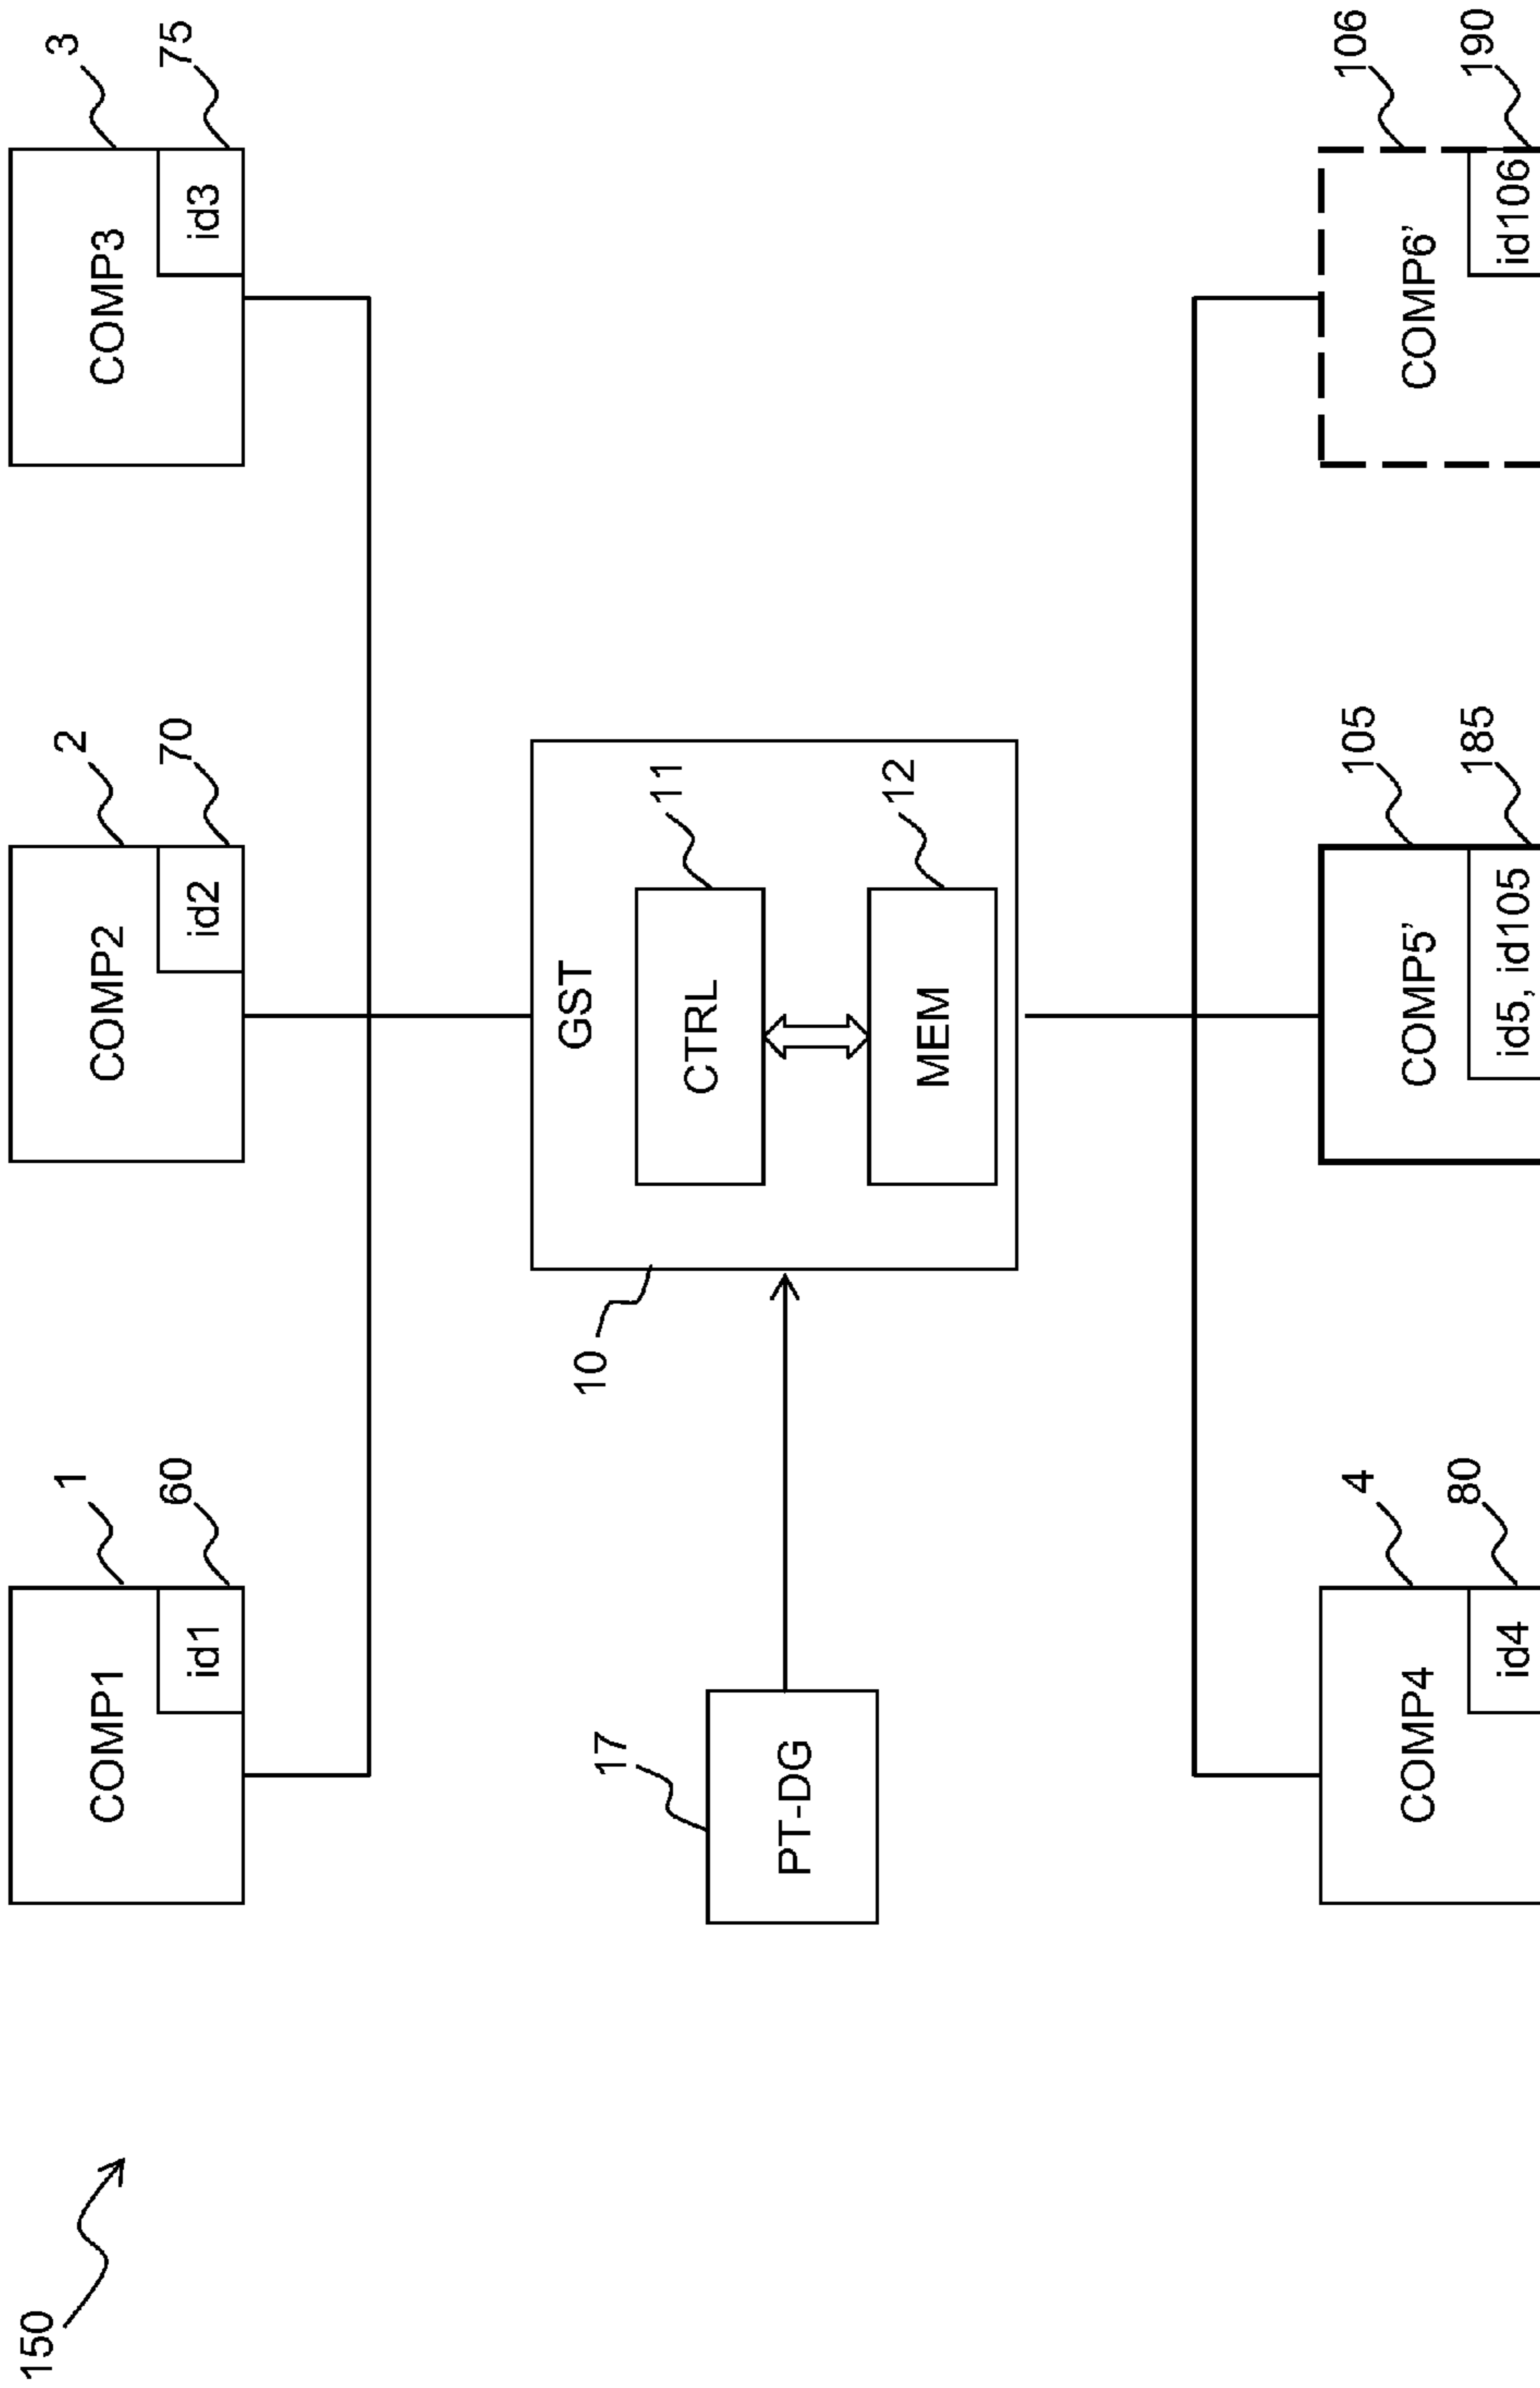 150
COMP1
1
id1
60
COMP2
2
id2
70
COMP3
3
id3
75
10
GST
CTRL
11
MEM
12
17
PT-DG
COMP4
4
id4
80
COMP5'
105
id5, id105
185
COMP6'
106
id106
190